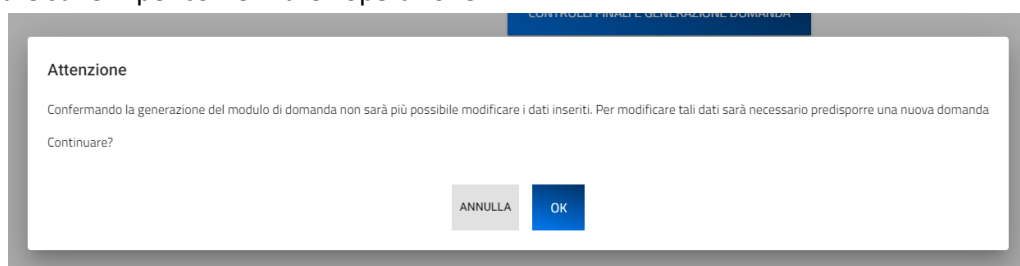 CONTROLLI FINALI E GENERAZIONE DOMANDA
Attenzione
Confermando la generazione del modulo di domanda non sarà più possibile modificare i dati inseriti. Per modificare tali dati sarà necessario predisporre una nuova domanda
Continuare?
ANNULLA OK